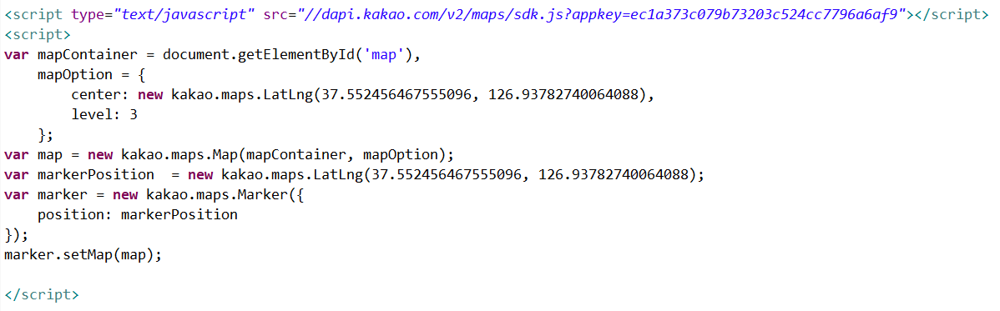 <script type="text/javascript" src="//dapi.kakao.com/v2/maps/sdk.js?appkey=ec1a373c079b73203c524cc7796a6af9"></script>
<script>
var mapContainer = document.getElementById('map'),
    mapOption = {
        center: new kakao.maps.LatLng(37.552456467555096, 126.93782740064088),
        level: 3
    };
var map = new kakao.maps.Map(mapContainer, mapOption);
var markerPosition  = new kakao.maps.LatLng(37.552456467555096, 126.93782740064088);
var marker = new kakao.maps.Marker({
    position: markerPosition
});
marker.setMap(map);
</script>